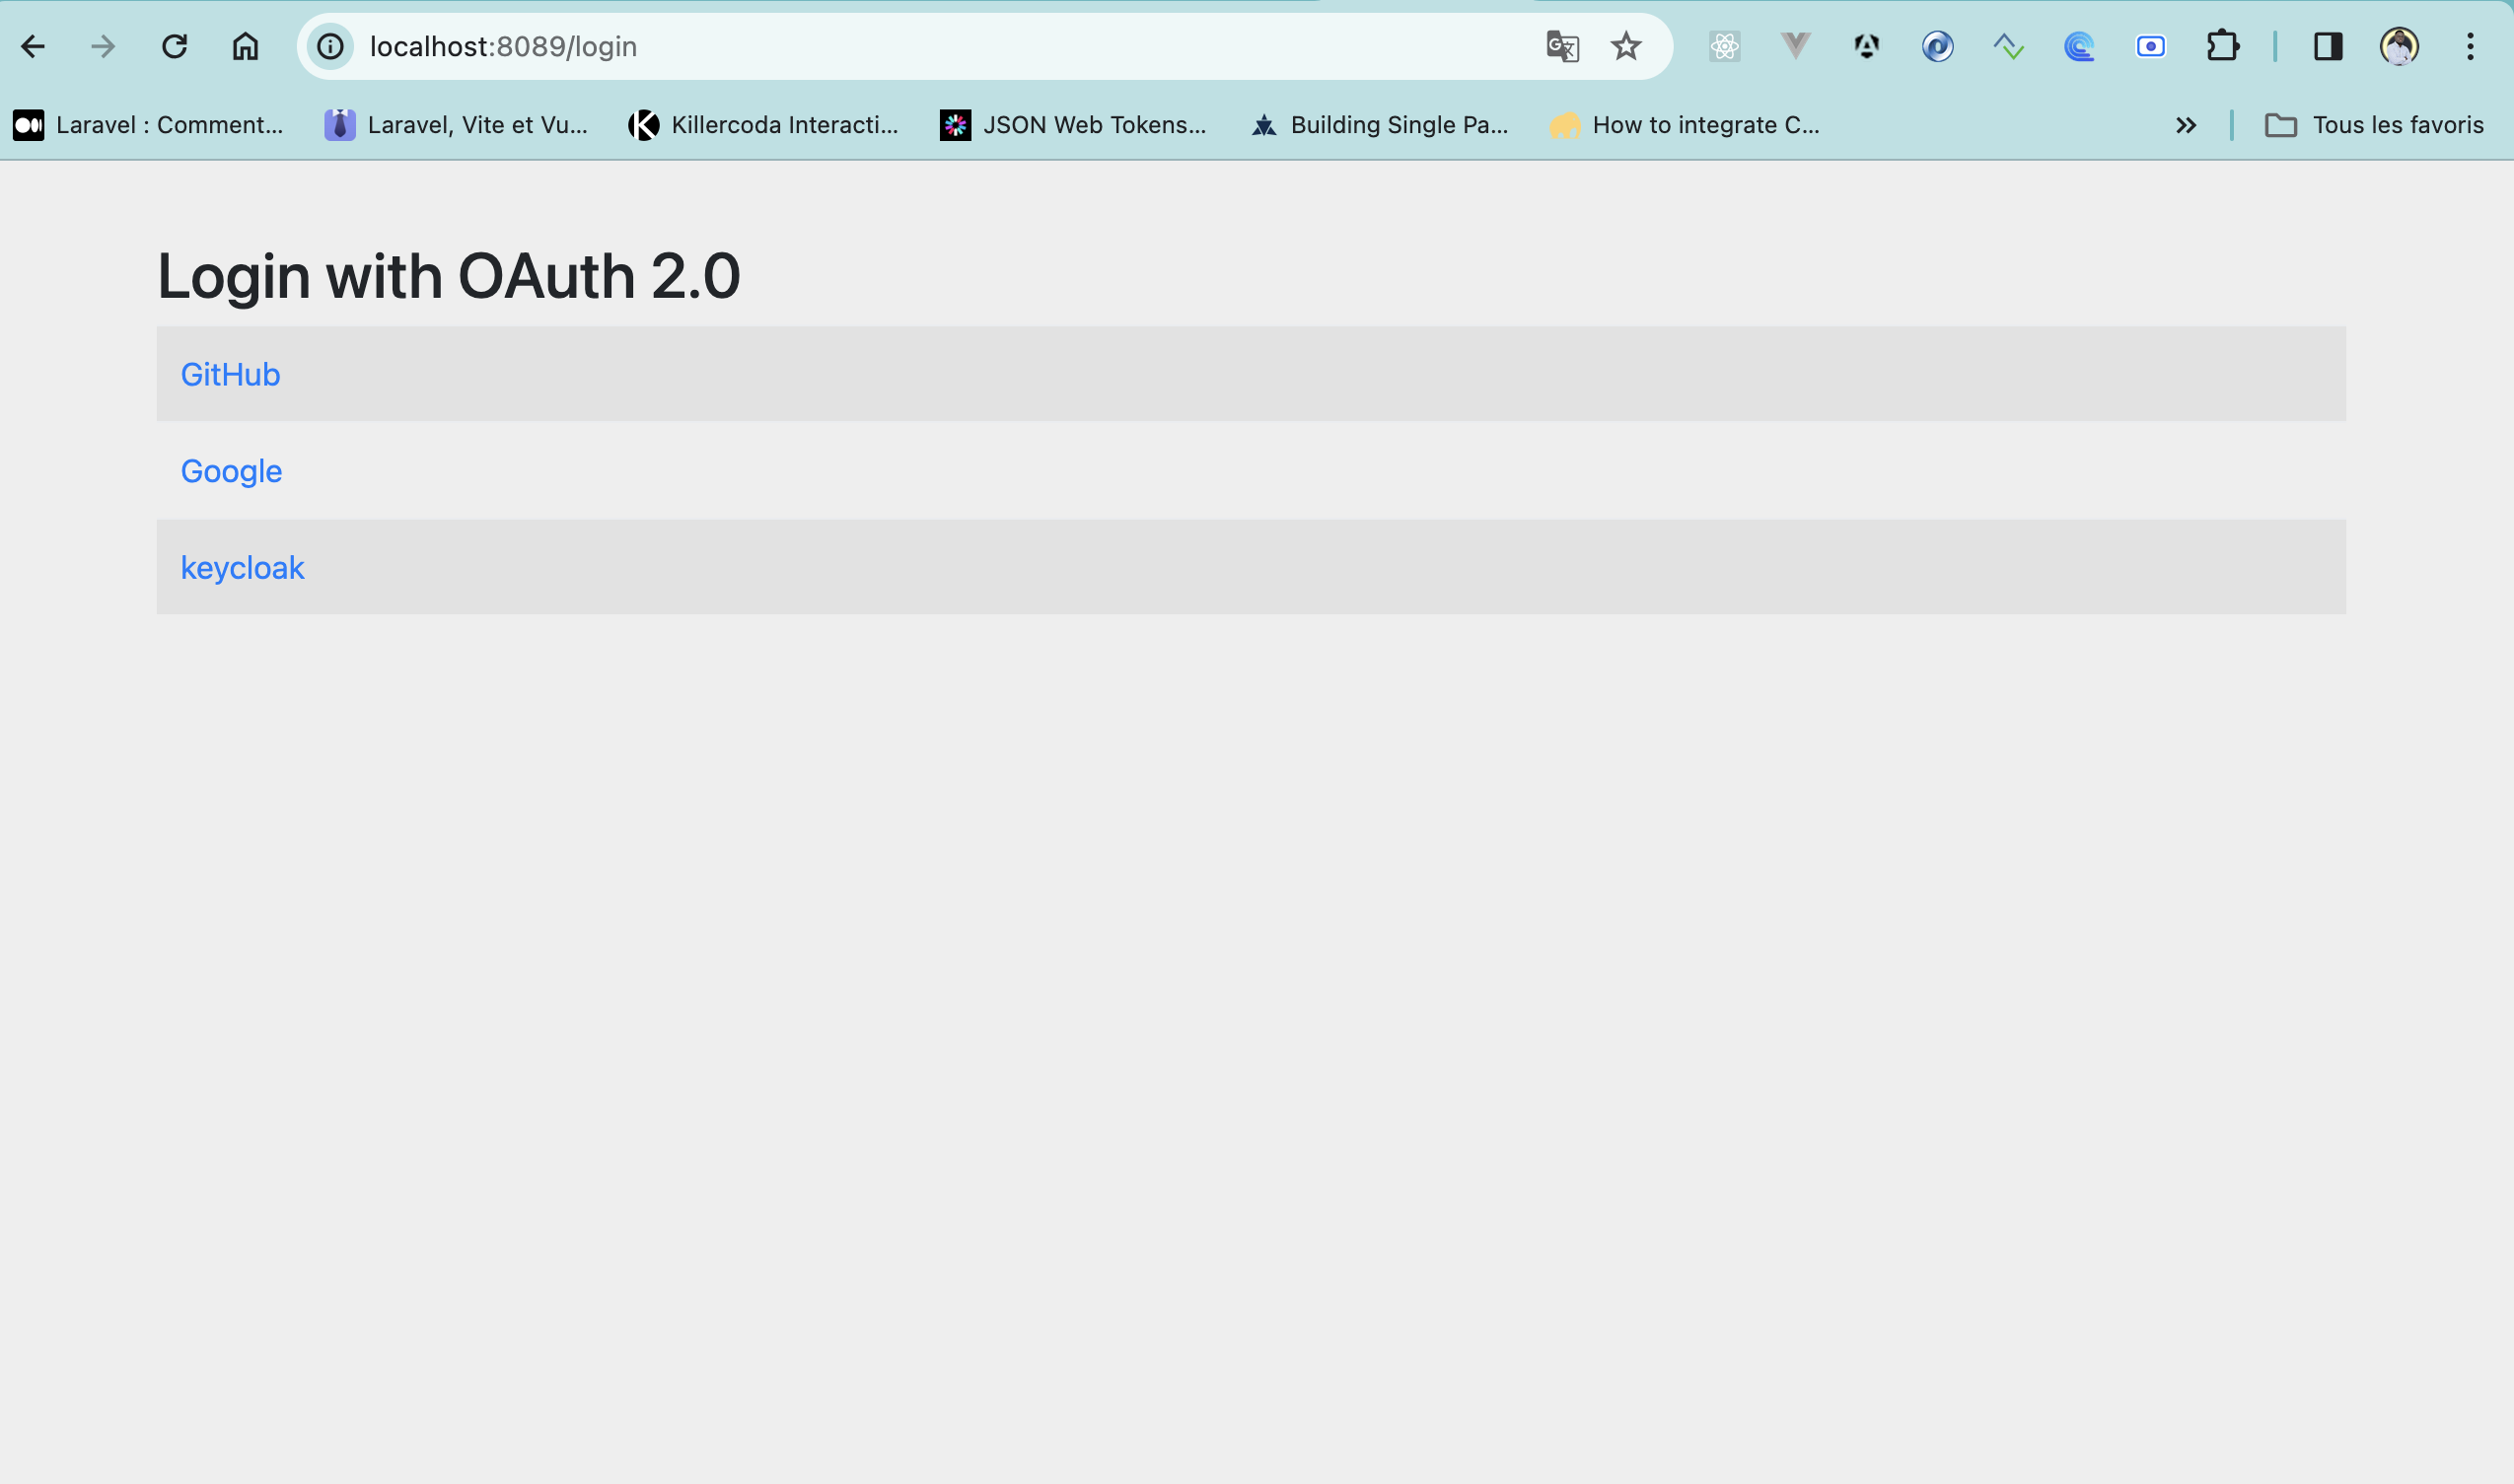 localhost:8089/login
Laravel : Comment... Laravel, Vite et Vu... Killercoda Interacti... JSON Web Tokens... Building Single Pa... How to integrate C... Tous les favoris
Login with OAuth 2.0
GitHub
Google
keycloak